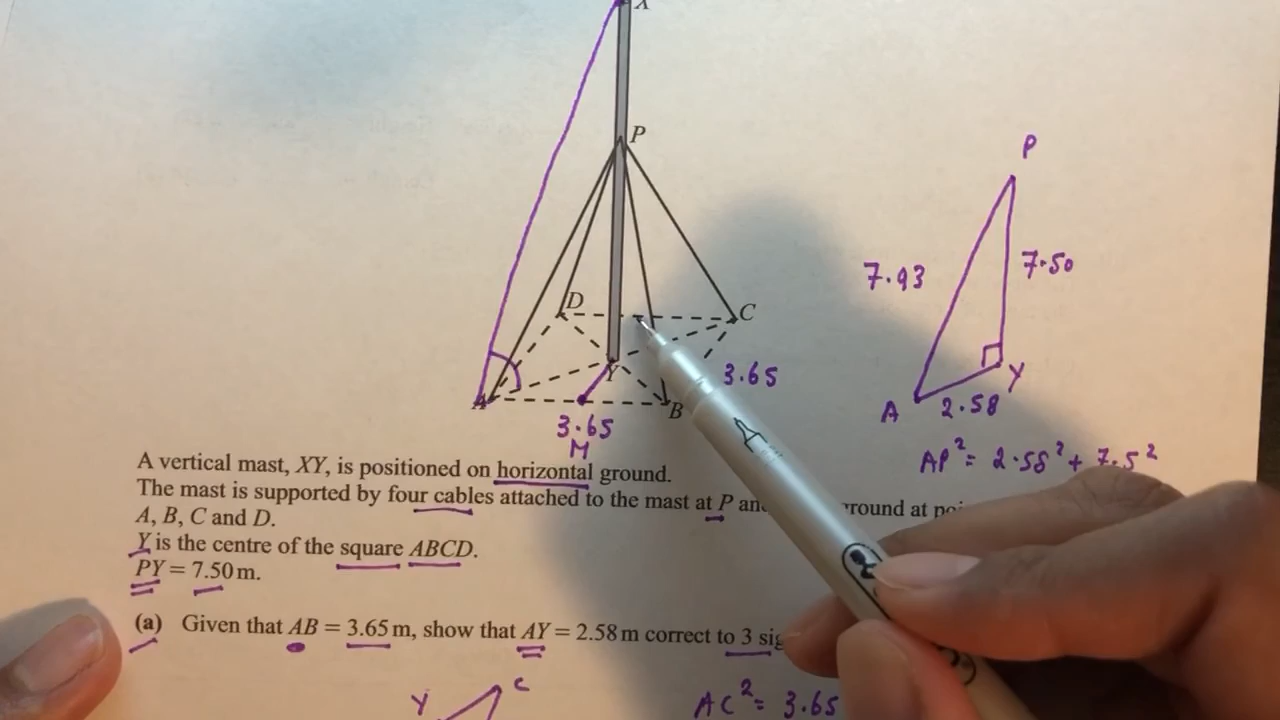 X
P
P
7.93
7.50
D
C
Y
Y
3.65
A
B
A
2.58
3.65
M
AP² = 2.58² + 7.5²
A vertical mast, XY, is positioned on horizontal ground.
The mast is supported by four cables attached to the mast at P an ground at
A, B, C and D.
Y is the centre of the square ABCD.
PY = 7.50 m.
(a) Given that AB = 3.65 m, show that AY = 2.58 m correct to 3 sig
Y
C
AC² = 3.65